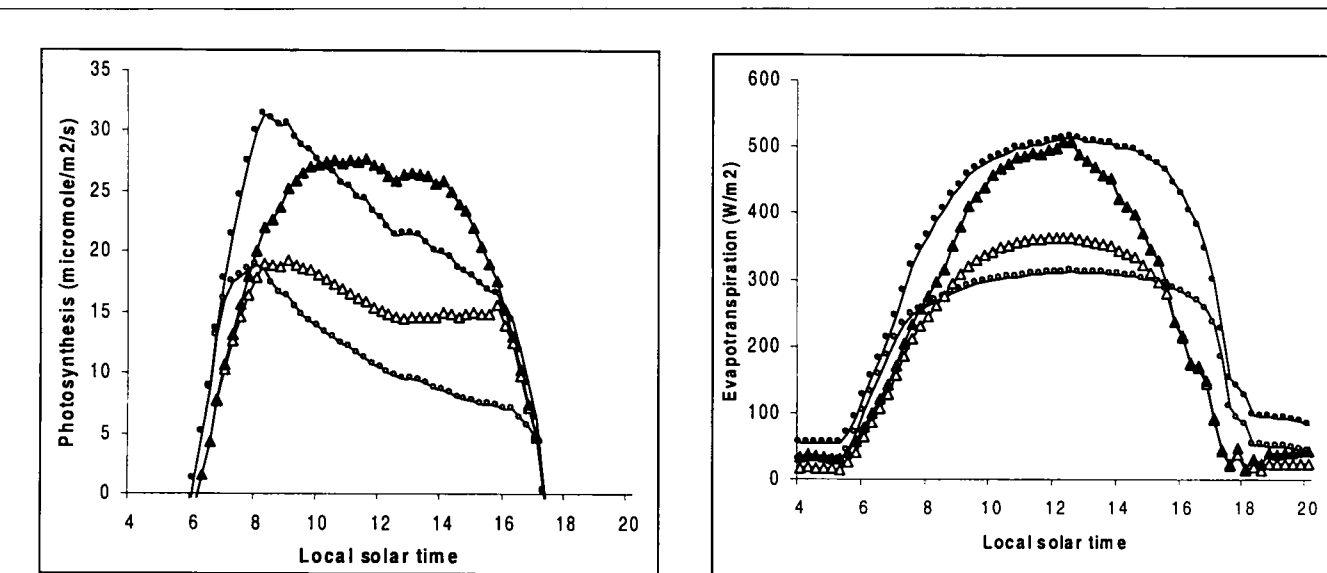 35
30
25
20
15
10
5
0
4 6 8 10 12 14 16 18 20
Photosynthesis (micromole/m2/s)
Local solar time
600
500
400
300
200
100
0
4 6 8 10 12 14 16 18 20
Evapotranspiration (W/m2)
Local solar time